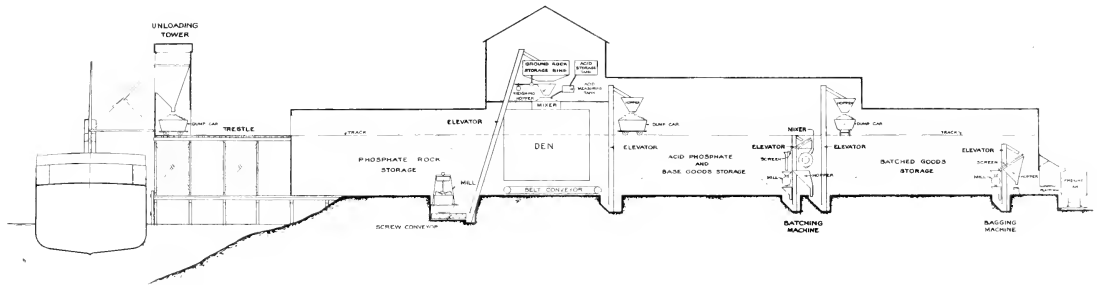 UNLOADING
TOWER
DUMP CAR
TRESTLE
TRACK
PHOSPHATE ROCK
STORAGE
MILL
SCREW CONVEYOR
ELEVATOR
GROUND ROCK
STORAGE BINS
ACID
STORAGE
TANK
WEIGHING
HOPPER
ACID
MEASURING
TANK
MIXER
DEN
BELT CONVEYOR
HOPPER
DUMP CAR
ELEVATOR
ACID PHOSPHATE
AND
BASE GOODS STORAGE
MIXER
ELEVATOR
SCREEN
MILL
HOPPER
BATCHING
MACHINE
HOPPER
DUMP CAR
ELEVATOR
BATCHED GOODS
STORAGE
TRACK
ELEVATOR
SCREEN
MILL
HOPPER
BAGGING
MACHINE